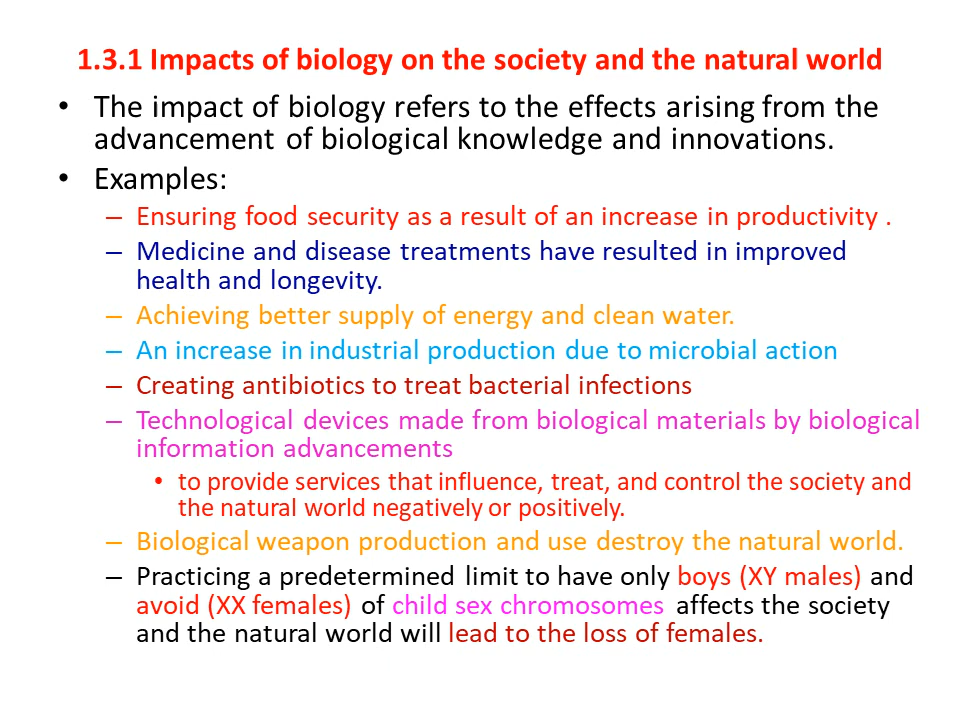 1.3.1 Impacts of biology on the society and the natural world
• The impact of biology refers to the effects arising from the
advancement of biological knowledge and innovations.
• Examples:
– Ensuring food security as a result of an increase in productivity .
– Medicine and disease treatments have resulted in improved
health and longevity.
– Achieving better supply of energy and clean water.
– An increase in industrial production due to microbial action
– Creating antibiotics to treat bacterial infections
– Technological devices made from biological materials by biological
information advancements
• to provide services that influence, treat, and control the society and
the natural world negatively or positively.
– Biological weapon production and use destroy the natural world.
– Practicing a predetermined limit to have only boys (XY males) and
avoid (XX females) of child sex chromosomes affects the society
and the natural world will lead to the loss of females.